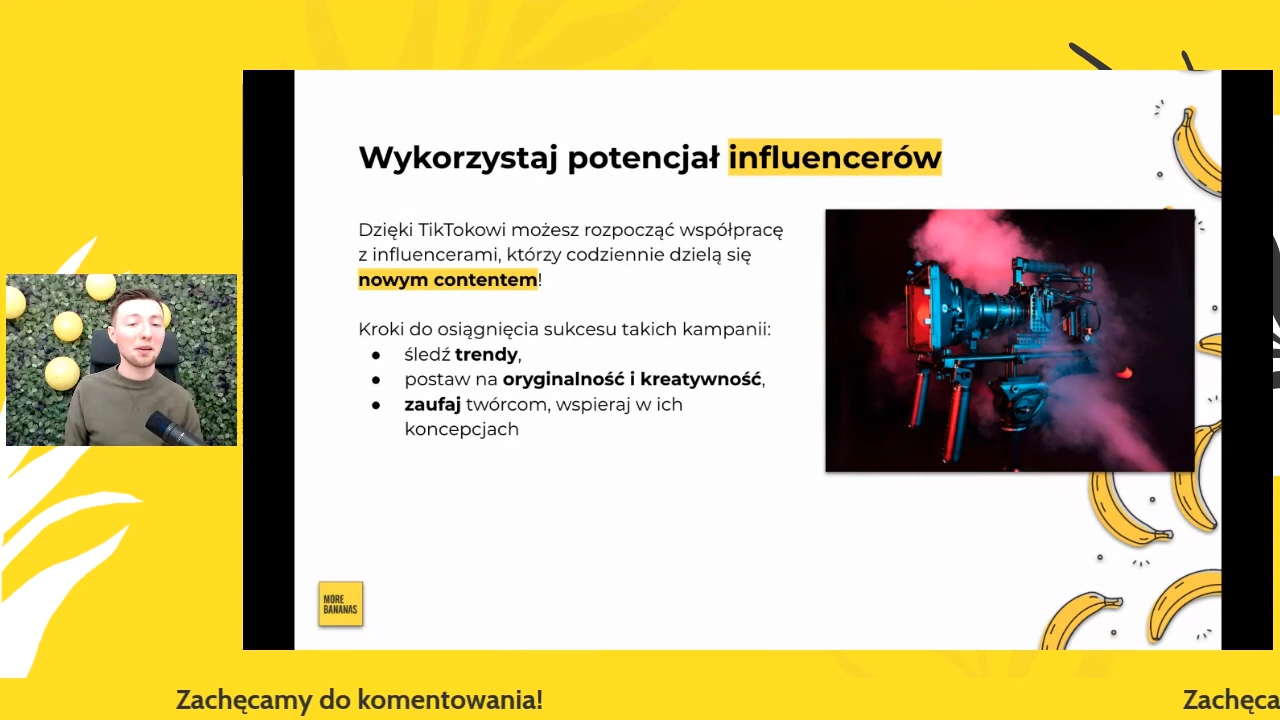 Wykorzystaj potencjał influencerów
Dzięki TikTokowi możesz rozpocząć współpracę
z influencerami, którzy codziennie dzielą się
nowym contentem!
Kroki do osiągnięcia sukcesu takich kampanii:
● śledź trendy,
● postaw na oryginalność i kreatywność,
● zaufaj twórcom, wspieraj w ich
koncepcjach
MORE
BANANAS
Zachęcamy do komentowania!
Zachęca